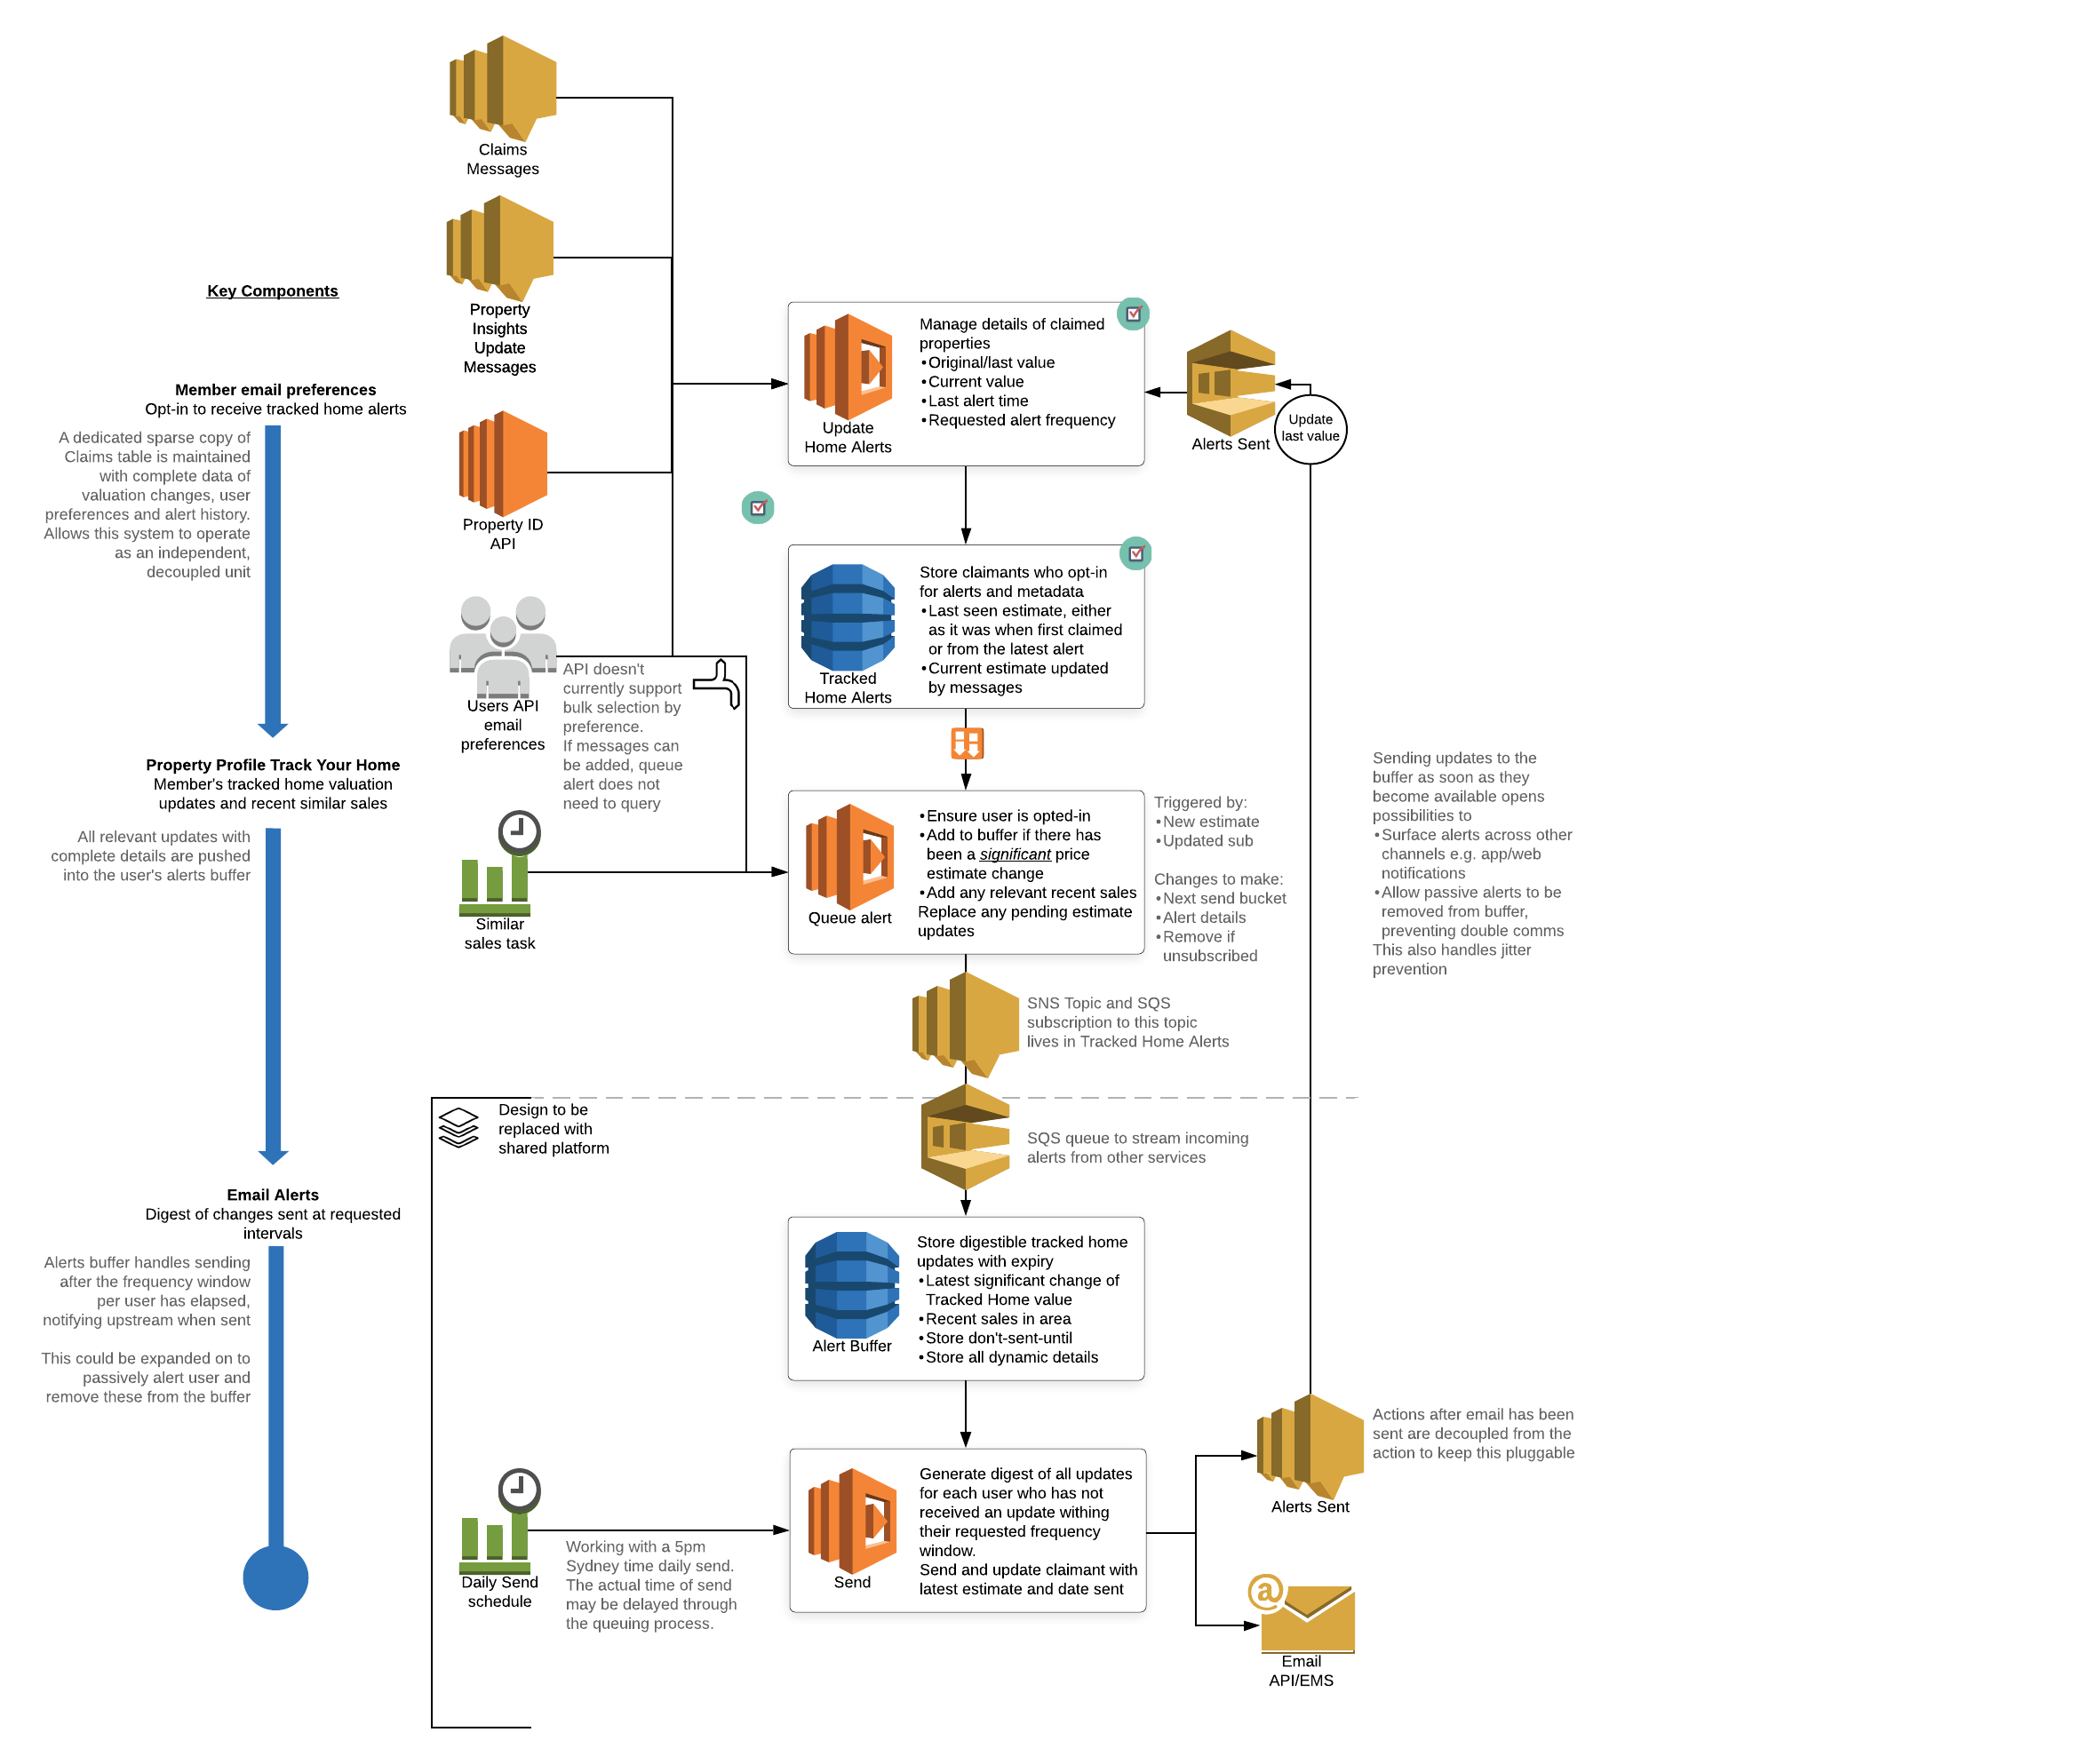 Claims
Messages
Property
Insights
Update
Messages
Key Components
Member email preferences
Opt-in to receive tracked home alerts
A dedicated sparse copy of
Claims table is maintained
with complete data of
valuation changes, user
preferences and alert history.
Allows this system to operate
as an independent,
decoupled unit
Property ID
API
Users API
email
preferences
API doesn't
currently support
bulk selection by
preference.
If messages can
be added, queue
alert does not
need to query
Property Profile Track Your Home
Member's tracked home valuation
updates and recent similar sales
All relevant updates with
complete details are pushed
into the user's alerts buffer
Similar
sales task
Update
Home Alerts
Manage details of claimed
properties
•Original/last value
•Current value
•Last alert time
•Requested alert frequency
Alerts Sent
Update
last value
Tracked
Home Alerts
Store claimants who opt-in
for alerts and metadata
•Last seen estimate, either
as it was when first claimed
or from the latest alert
•Current estimate updated
by messages
Queue alert
•Ensure user is opted-in
•Add to buffer if there has
been a significant price
estimate change
•Add any relevant recent sales
Replace any pending estimate
updates
Triggered by:
•New estimate
•Updated sub
Changes to make:
•Next send bucket
•Alert details
•Remove if
unsubscribed
Sending updates to the
buffer as soon as they
become available opens
possibilities to
•Surface alerts across other
channels e.g. app/web
notifications
•Allow passive alerts to be
removed from buffer,
preventing double comms
This also handles jitter
prevention
SNS Topic and SQS
subscription to this topic
lives in Tracked Home Alerts
Design to be
replaced with
shared platform
SQS queue to stream incoming
alerts from other services
Email Alerts
Digest of changes sent at requested
intervals
Alerts buffer handles sending
after the frequency window
per user has elapsed,
notifying upstream when sent
This could be expanded on to
passively alert user and
remove these from the buffer
Alert Buffer
Store digestible tracked home
updates with expiry
•Latest significant change of
Tracked Home value
•Recent sales in area
•Store don't-sent-until
•Store all dynamic details
Daily Send
schedule
Working with a 5pm
Sydney time daily send.
The actual time of send
may be delayed through
the queuing process.
Send
Generate digest of all updates
for each user who has not
received an update withing
their requested frequency
window.
Send and update claimant with
latest estimate and date sent
Alerts Sent
Actions after email has been
sent are decoupled from the
action to keep this pluggable
@
Email
API/EMS